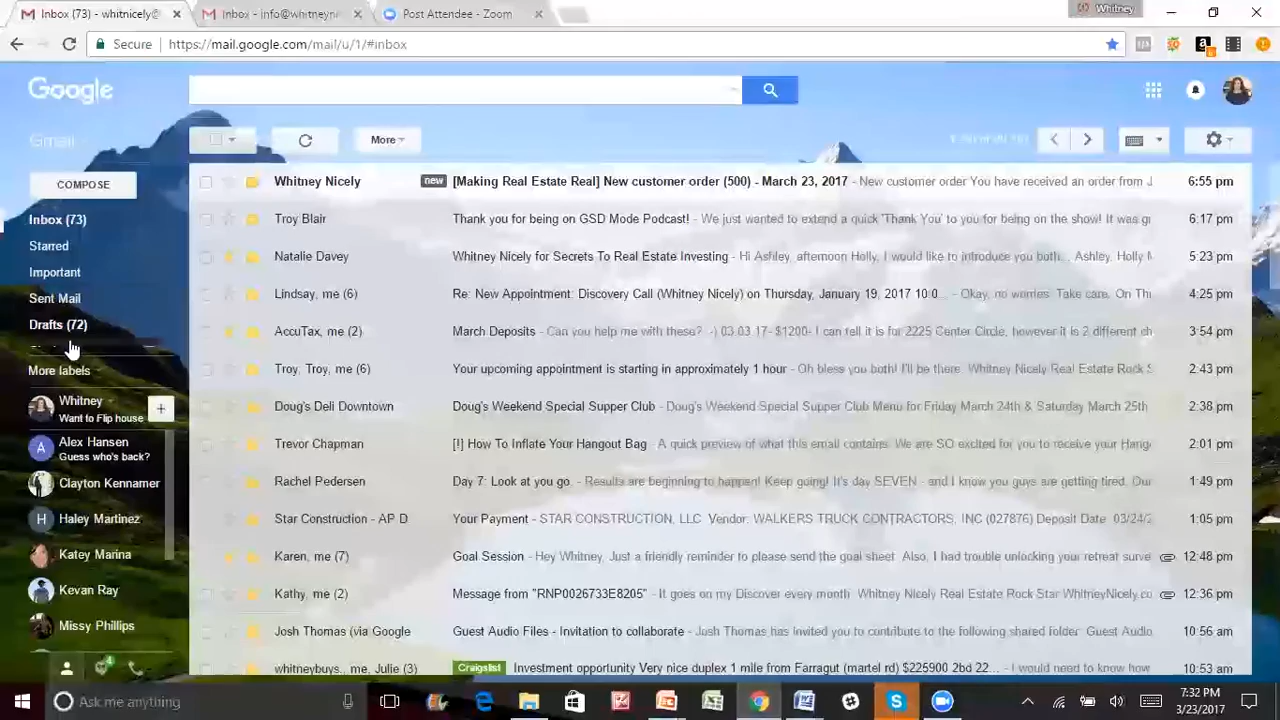 Inbox (73) - whitnicely@
Inbox - info@whitneyni
Post Attendee - Zoom
Whitney
Secure
https://mail.google.com/mail/u/1/#inbox
Google
Gmail
More
COMPOSE
Inbox (73)
Starred
Important
Sent Mail
Drafts (72)
More labels
Whitney
Want to Flip house
Alex Hansen
Guess who's back?
Clayton Kennamer
Haley Martinez
Katey Marina
Kevan Ray
Missy Phillips
Whitney Nicely new [Making Real Estate Real] New customer order (500) - March 23, 2017 - New customer order You have received an order from J 6:55 pm
Troy Blair Thank you for being on GSD Mode Podcast! - We just wanted to extend a quick 'Thank You' to you for being on the show! It was gr 6:17 pm
Natalie Davey Whitney Nicely for Secrets To Real Estate Investing - Hi Ashley, afternoon Holly, I would like to introduce you both... Ashley, Holly M 5:23 pm
Lindsay, me (6) Re: New Appointment: Discovery Call (Whitney Nicely) on Thursday, January 19, 2017 10:0... - Okay, no worries. Take care. On Th 4:25 pm
AccuTax, me (2) March Deposits - Can you help me with these? :-) 03.03.17- $1200- I can tell it is for 2225 Center Circle, however it is 2 different ch 3:54 pm
Troy, Troy, me (6) Your upcoming appointment is starting in approximately 1 hour - Oh bless you both! I'll be there. Whitney Nicely Real Estate Rock S 2:43 pm
Doug's Deli Downtown Doug's Weekend Special Supper Club - Doug's Weekend Special Supper Club Menu for Friday March 24th & Saturday March 25th 2:38 pm
Trevor Chapman [!] How To Inflate Your Hangout Bag - A quick preview of what this email contains. We are SO excited for you to receive your Hang 2:01 pm
Rachel Pedersen Day 7: Look at you go. - Results are beginning to happen! Keep going! It's day SEVEN - and I know you guys are getting tired. Our 1:49 pm
Star Construction - AP D Your Payment - STAR CONSTRUCTION, LLC Vendor: WALKERS TRUCK CONTRACTORS, INC (027876) Deposit Date 03/24/2 1:05 pm
Karen, me (7) Goal Session - Hey Whitney, Just a friendly reminder to please send the goal sheet. Also, I had trouble unlocking your retreat surve 12:48 pm
Kathy, me (2) Message from "RNP0026733E8205" - It goes on my Discover every month Whitney Nicely Real Estate Rock Star WhitneyNicely.co 12:36 pm
Josh Thomas (via Google Guest Audio Files - Invitation to collaborate - Josh Thomas has invited you to contribute to the following shared folder: Guest Audio 10:56 am
whitneybuys., me, Julie (3) Craigslist Investment opportunity Very nice duplex 1 mile from Farragut (martel rd) $225900 2bd 22... - I would need to know how 10:53 am
Ask me anything
7:32 PM
3/23/2017